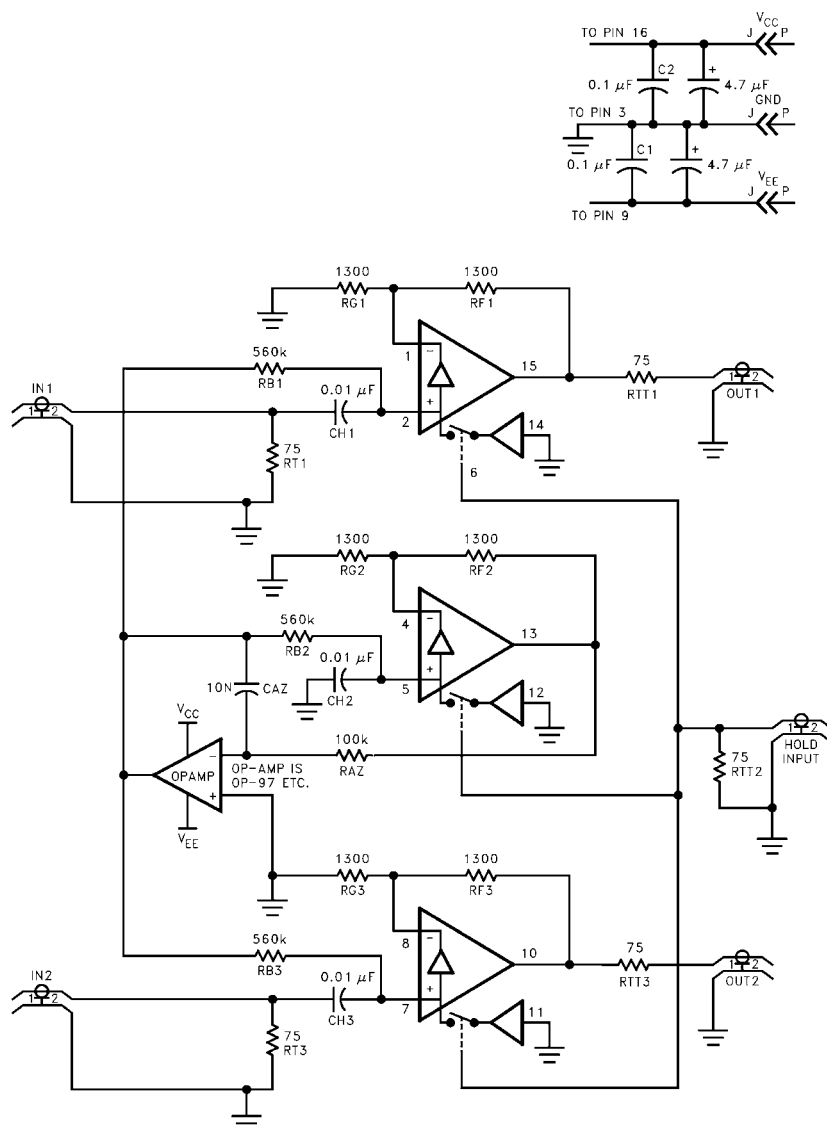 TO PIN 16
VCC
J P
C2
+
0.1 µF
4.7 µF
GND
TO PIN 3
J P
C1
+
0.1 µF
4.7 µF
VEE
J P
TO PIN 9
1300
1300
RG1
RF1
560k
RB1
1
−
15
75
RTT1
1 2
OUT1
IN1
1 2
0.01 µF
CH1
+
2
75
RT1
14
6
1300
1300
RG2
RF2
560k
RB2
4
−
13
0.01 µF
CH2
+
5
12
10N
CAZ
VCC
100k
RAZ
−
OPAMP
+
OP-AMP IS
OP-97 ETC.
VEE
1 2
HOLD
INPUT
75
RTT2
1300
1300
RG3
RF3
560k
RB3
8
−
10
75
RTT3
1 2
OUT2
IN2
1 2
0.01 µF
CH3
+
7
75
RT3
11